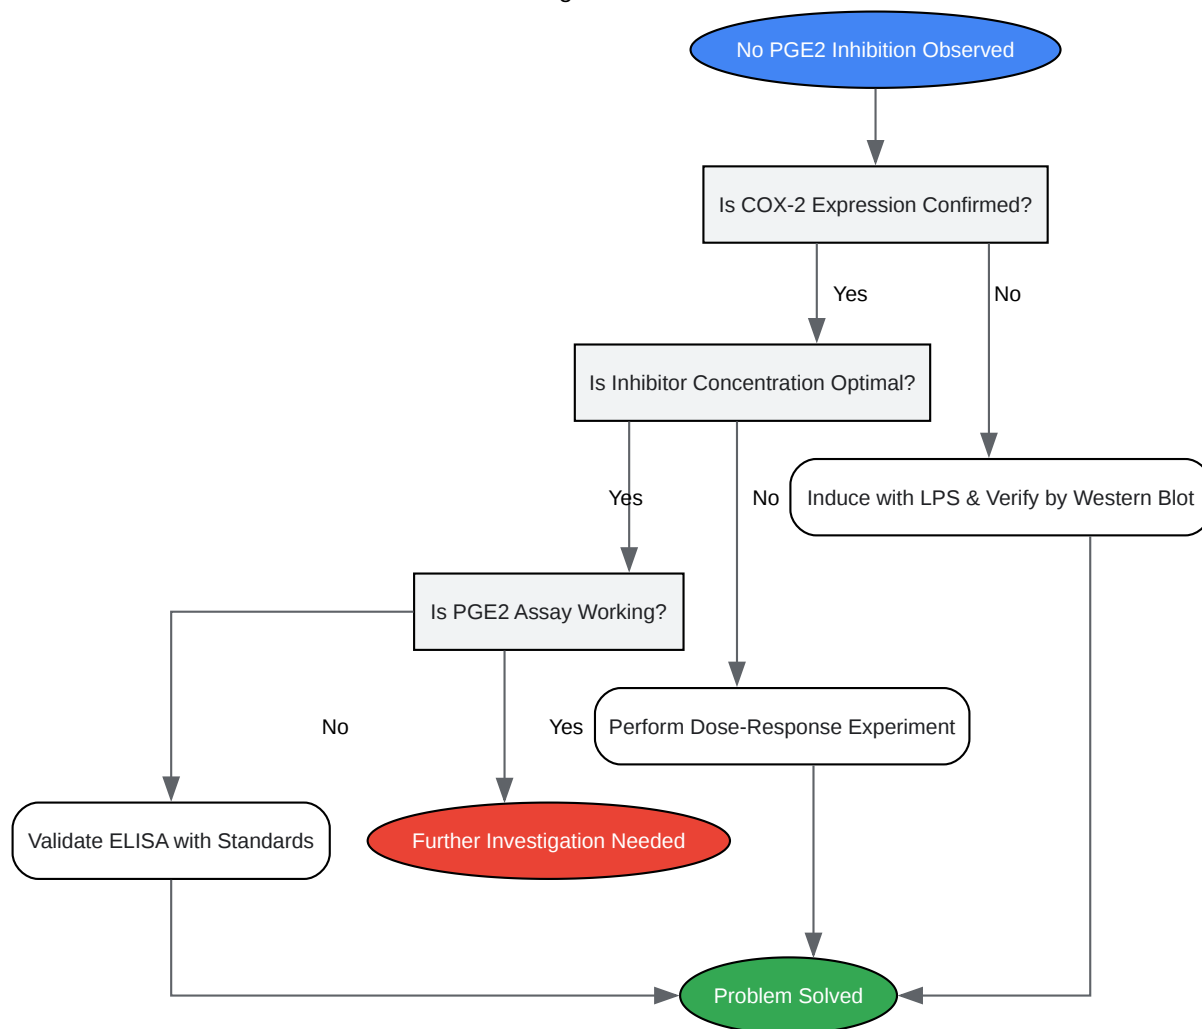 No PGE2 Inhibition Observed
Is COX-2 Expression Confirmed?
Yes
No
Is Inhibitor Concentration Optimal?
Yes
No
Induce with LPS & Verify by Western Blot
Is PGE2 Assay Working?
No
Yes
Perform Dose-Response Experiment
Validate ELISA with Standards
Further Investigation Needed
Problem Solved